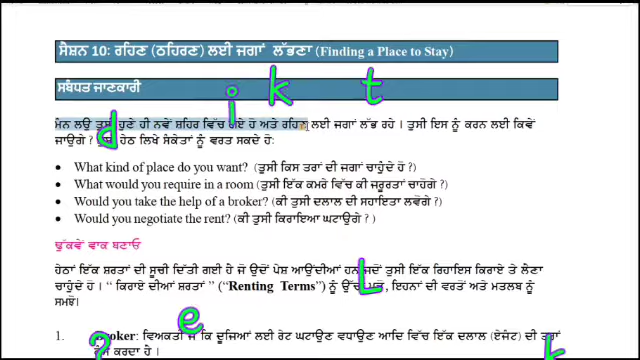 ਸੈਸ਼ਨ 10: ਰਹਿਣ (ਠਹਿਰਣ) ਲਈ ਜਗਾਂ ਲੱਭਣਾ (Finding a Place to Stay)
k t
ਸਬੰਧਤ ਜਾਣਕਾਰੀ
d i
ਮੰਨ ਲਉ ਤੁਸੀਂ ਹੁਣੇ ਹੀ ਨਵੇਂ ਸ਼ਹਿਰ ਵਿੱਚ ਗਏ ਹੋ ਅਤੇ ਰਹਿਣ ਲਈ ਜਗਾਂ ਲੱਭ ਰਹੇ । ਤੁਸੀ ਇਸ ਨੂੰ ਕਰਨ ਲਈ ਕਿਵੇਂ
ਜਾਉਗੇ ? ਹੇਠ ਲਿਖੇ ਸੰਕੇਤਾਂ ਨੂੰ ਵਰਤ ਸਕਦੇ ਹੋ:
• What kind of place do you want? (ਤੁਸੀ ਕਿਸ ਤਰਾਂ ਦੀ ਜਗਾਂ ਚਾਹੁੰਦੇ ਹੋ ?)
• What would you require in a room (ਤੁਸੀ ਇੱਕ ਕਮਰੇ ਵਿੱਚ ਕੀ ਜਰੂਰਤਾਂ ਚਾਹੋਗੇ ?)
• Would you take the help of a broker? (ਕੀ ਤੁਸੀ ਦਲਾਲ ਦੀ ਸਹਾਇਤਾ ਲਵੋਗੇ ?)
• Would you negotiate the rent? (ਕੀ ਤੁਸੀ ਕਿਰਾਇਆ ਘਟਾਉਗੇ ? )
ਢੁੱਕਵੇਂ ਵਾਕ ਬਣਾਓ
ਹੇਠਾਂ ਇੱਕ ਸ਼ਰਤਾਂ ਦੀ ਸੂਚੀ ਦਿੱਤੀ ਗਈ ਹੈ ਜੋ ਉਦੋਂ ਪੇਸ਼ ਆਉਂਦੀਆਂ ਹਨ ਜਦੋਂ ਤੁਸੀ ਇੱਕ ਰਿਹਾਇਸ ਕਿਰਾਏ ਤੇ ਲੈਣਾ
ਚਾਹੁੰਦੇ ਹੋ । “ ਕਿਰਾਏ ਦੀਆਂ ਸ਼ਰਤਾਂ ” (“Renting Terms”) ਨੂੰ ਇਹਨਾਂ ਦੀ ਵਰਤੋਂ ਅਤੇ ਮਤਲਬ ਨੂੰ
L
ਸਮਝੋ।
e
1. Broker: ਵਿਅਕਤੀ ਜੋ ਕਿ ਦੂਜਿਆਂ ਲਈ ਰੇਟ ਘਟਾਉਣ ਵਧਾਉਣ ਆਦਿ ਵਿੱਚ ਇਕ ਦਲਾਲ (ਏਜੰਟ) ਦੀ ਤਰਾਂ
? k
ਕਰਦਾ ਹੈ ।